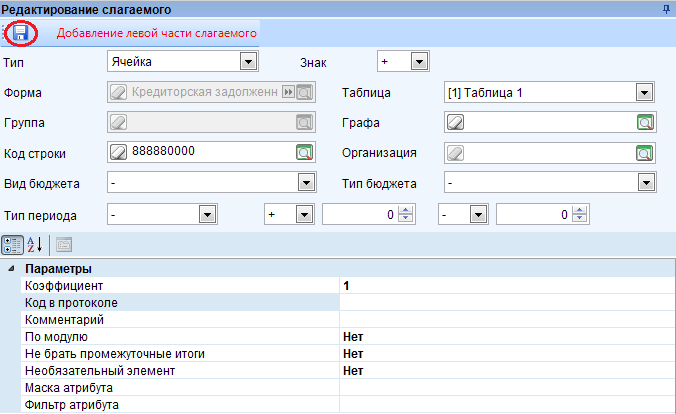 Редактирование слагаемого
Добавление левой части слагаемого
Тип Ячейка Знак +
Форма Кредиторская задолженн Таблица [1] Таблица 1
Группа Графа
Код строки 888880000 Организация
Вид бюджета - Тип бюджета -
Тип периода - + 0 - 0
Параметры
Коэффициент 1
Код в протоколе
Комментарий
По модулю Нет
Не брать промежуточные итоги Нет
Необязательный элемент Нет
Маска атрибута
Фильтр атрибута